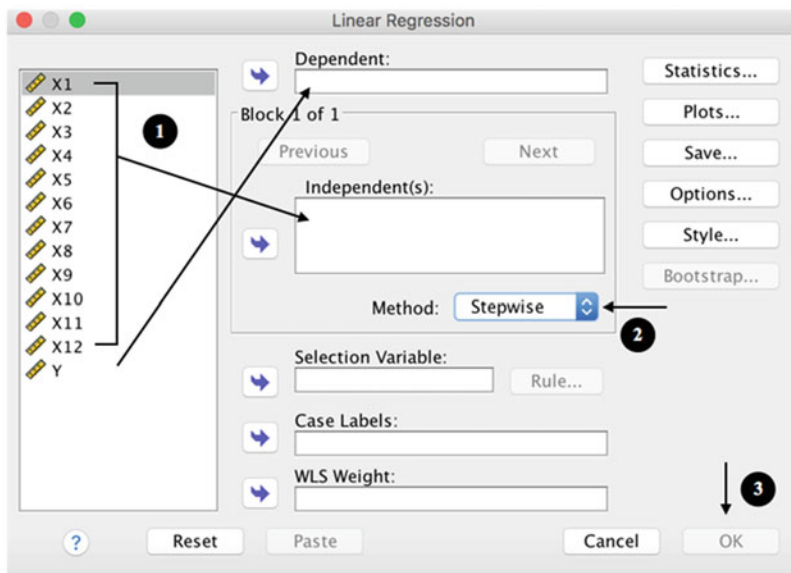 Linear Regression
X1
X2
X3
X4
X5
X6
X7
X8
X9
X10
X11
X12
Y
1
Dependent:
Block 1 of 1
Previous
Next
Independent(s):
Method:
Stepwise
2
Selection Variable:
Rule...
Case Labels:
WLS Weight:
Statistics...
Plots...
Save...
Options...
Style...
Bootstrap...
3
?
Reset
Paste
Cancel
OK